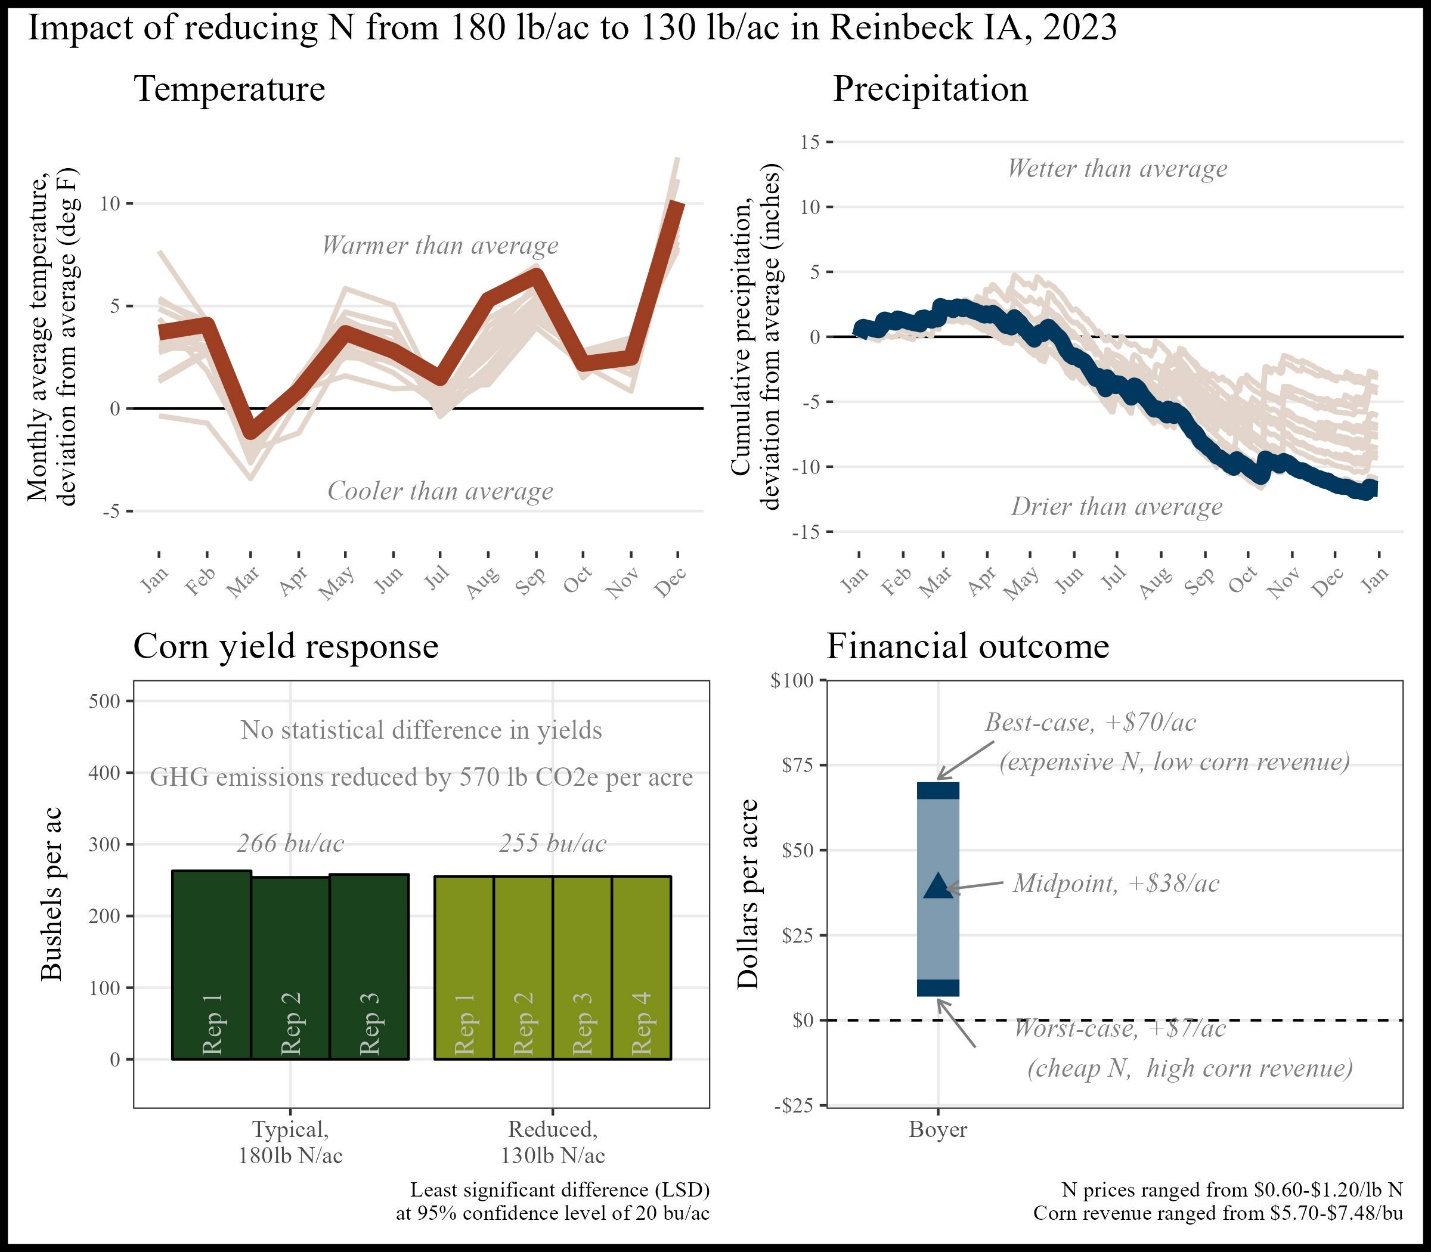 Impact of reducing N from 180 lb/ac to 130 lb/ac in Reinbeck IA, 2023
Temperature
Monthly average temperature,
deviation from average (deg F)
10
5
0
-5
Warmer than average
Cooler than average
Jan
Feb
Mar
Apr
May
Jun
Jul
Aug
Sep
Oct
Nov
Dec
Precipitation
Cumulative precipitation,
deviation from average (inches)
15
10
5
0
-5
-10
-15
Wetter than average
Drier than average
Jan
Feb
Mar
Apr
May
Jun
Jul
Aug
Sep
Oct
Nov
Dec
Jan
Corn yield response
Bushels per ac
500
400
300
200
100
0
No statistical difference in yields
GHG emissions reduced by 570 lb CO2e per acre
266 bu/ac
255 bu/ac
Rep 1
Rep 2
Rep 3
Rep 1
Rep 2
Rep 3
Rep 4
Typical,
180lb N/ac
Reduced,
130lb N/ac
Least significant difference (LSD)
at 95% confidence level of 20 bu/ac
Financial outcome
Dollars per acre
$100
$75
$50
$25
$0
-$25
Best-case, +$70/ac
(expensive N, low corn revenue)
Midpoint, +$38/ac
Worst-case, +$7/ac
(cheap N, high corn revenue)
Boyer
N prices ranged from $0.60-$1.20/lb N
Corn revenue ranged from $5.70-$7.48/bu